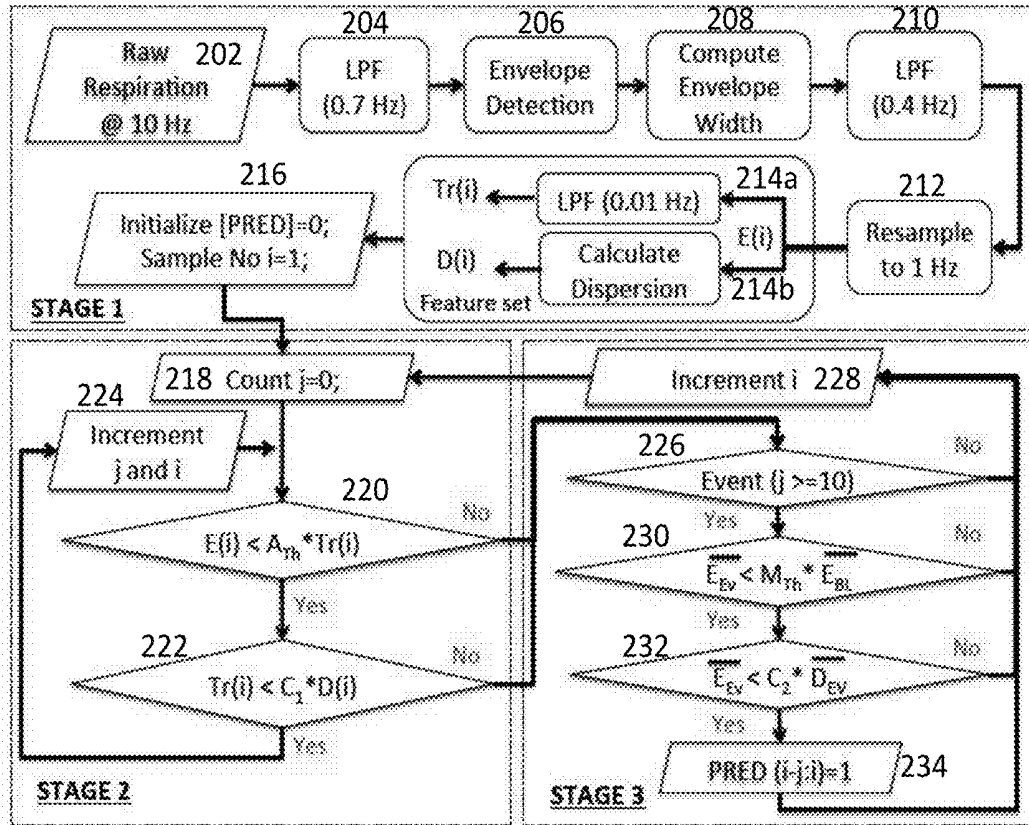 204
206
208
210
Raw 202
Respiration
@ 10 Hz
LPF
(0.7 Hz)
Envelope
Detection
Compute
Envelope
Width
LPF
(0.4 Hz)
216
Initialize [PRED]=0;
Sample No i=1;
Tr(i)
LPF (0.01 Hz)
214a
E(i)
D(i)
Calculate
Dispersion
214b
Feature set
212
Resample
to 1 Hz
STAGE 1
218 Count j=0;
224
Increment
j and i
220
E(i) < A_Th*Tr(i)
No
Yes
222
Tr(i) < C_1*D(i)
No
Yes
STAGE 2
Increment i 228
226
Event (j >=10)
No
Yes
230
E_Ev < M_Th* E_BL
No
Yes
232
E_Ev < C_2* D_EV
No
Yes
PRED (i-j:i)=1
234
STAGE 3